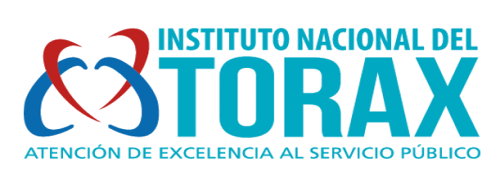 INSTITUTO NACIONAL DEL
TORAX
ATENCIÓN DE EXCELENCIA AL SERVICIO PÚBLICO